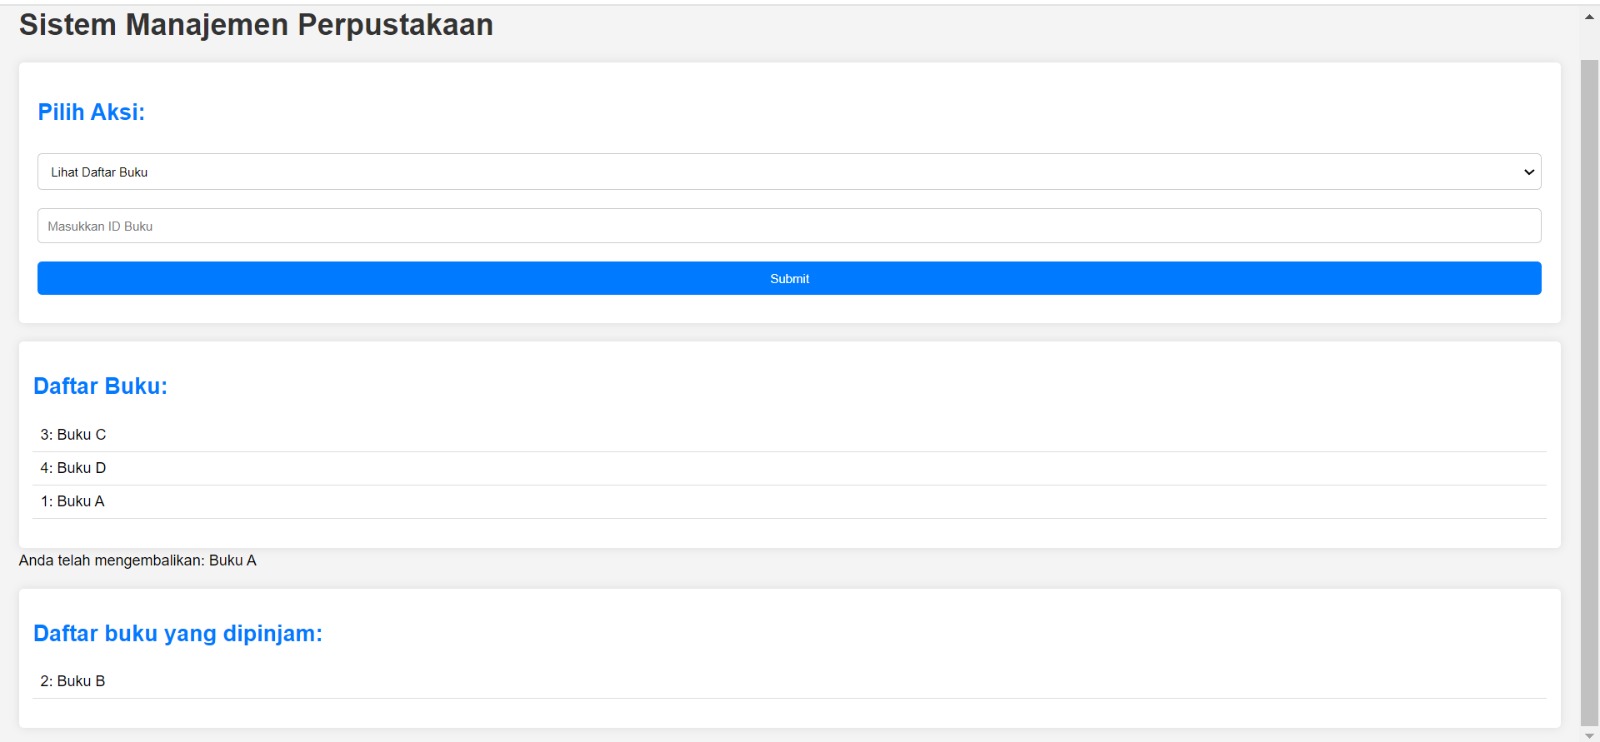 Sistem Manajemen Perpustakaan
Pilih Aksi:
Lihat Daftar Buku
Masukkan ID Buku
Submit
Daftar Buku:
3: Buku C
4: Buku D
1: Buku A
Anda telah mengembalikan: Buku A
Daftar buku yang dipinjam:
2: Buku B